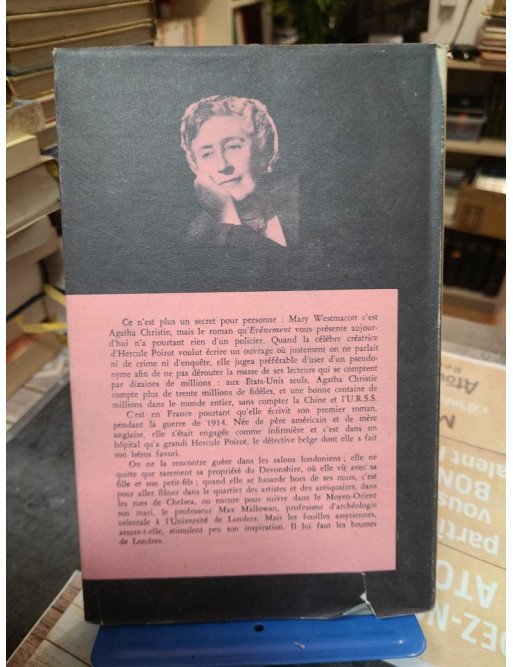 Ce n'est plus un secret pour personne : Mary Westmacott c'est
Agatha Christie, mais le roman qu'Evénement vous présente aujour-
d'hui n'a pourtant rien d'un policier. Quand la célèbre créatrice
d'Hercule Poirot voulut écrire un ouvrage où justement on ne parlait
ni de crime ni d'enquête, elle jugea préférable d'user d'un pseudo-
nyme afin de ne pas dérouter la masse de ses lecteurs qui se comptent
par dizaines de millions : aux Etats-Unis seuls, Agatha Christie
compte plus de trente millions de fidèles, et une bonne centaine de
millions dans le monde entier, sans compter la Chine et l'U.R.S.S.
C'est en France pourtant qu'elle écrivit son premier roman,
pendant la guerre de 1914. Née de père américain et de mère
anglaise, elle s'était engagée comme infirmière et c'est dans un
hôpital qu'a grandi Hercule Poirot, le détective belge dont elle a fait
son héros favori.
On ne la rencontre guère dans les salons londoniens ; elle ne
quitte que rarement sa propriété du Devonshire, où elle vit avec sa
fille et son petit-fils ; quand elle se hasarde hors de ses murs, c'est
pour aller flâner dans le quartier des artistes et des antiquaires, dans
les rues de Chelsea, ou encore pour suivre dans le Moyen-Orient
son mari, le professeur Max Mallowan, professeur d'archéologie
orientale à l'Université de Londres. Mais les fouilles assyriennes,
assure-t-elle, stimulent peu son inspiration. Il lui faut les brumes
de Londres.